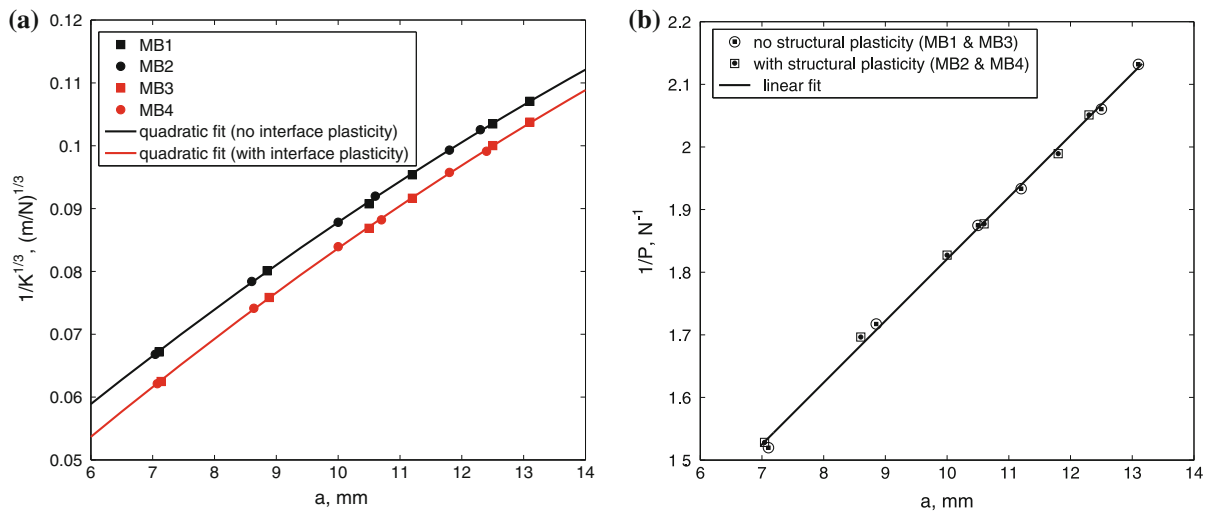 (a)
0.12
0.11
0.1
0.09
0.08
0.07
0.06
0.05
1/K^{1/3}, (m/N)^{1/3}
MB1
MB2
MB3
MB4
quadratic fit (no interface plasticity)
quadratic fit (with interface plasticity)
6 7 8 9 10 11 12 13 14
a, mm
(b)
2.2
2.1
2
1.9
1.8
1.7
1.6
1.5
1/P, N^{-1}
no structural plasticity (MB1 & MB3)
with structural plasticity (MB2 & MB4)
linear fit
6 7 8 9 10 11 12 13 14
a, mm